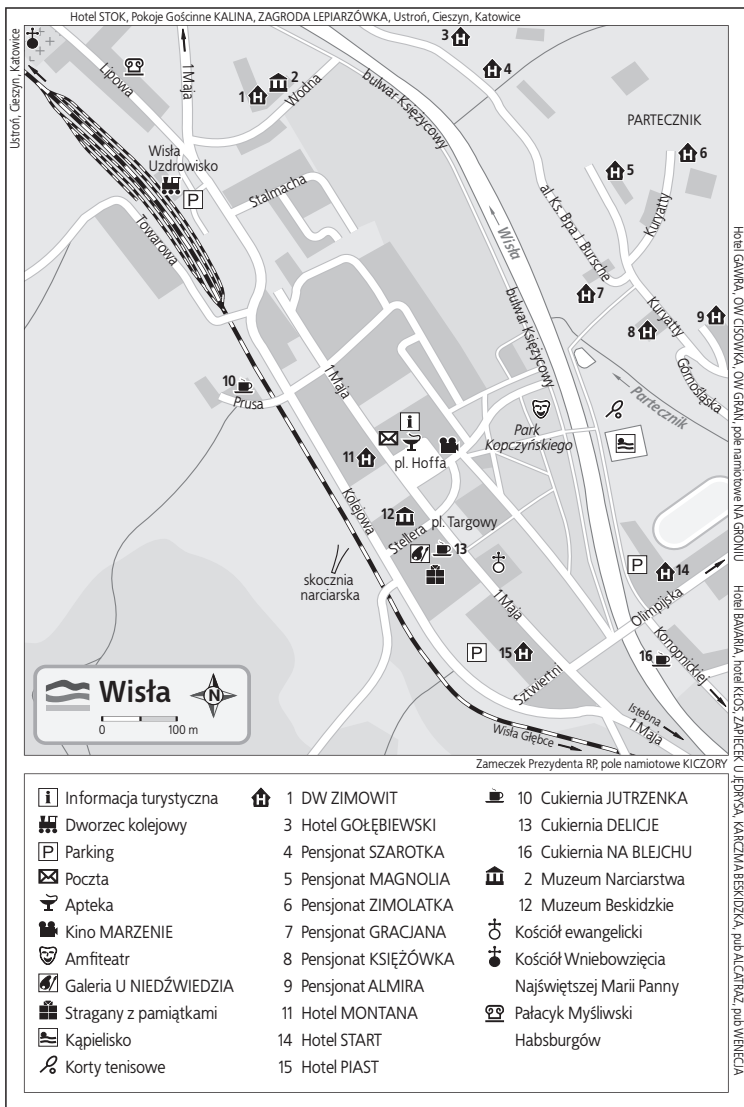 Hotel STOK, Pokoje Gościnne KALINA, ZAGRODA LEPIARZÓWKA, Ustroń, Cieszyn, Katowice
Ustroń, Cieszyn, Katowice
Lipowa
1 Maja
1
2
Wodna
bulwar Księżycowy
3
4
PARTECZNIK
5
6
Wisła
Uzdrowisko
P
Stalmacha
Towarowa
Wisła
al. Ks. Bpa J. Bursche
Kuryatty
7
Kuryatty
8
9
Górnośląska
bulwar Księżycowy
Partecznik
10
Prusa
1 Maja
i
11
pl. Hoffa
Park
Kopczyńskiego
Kolejowa
12
Stellera
pl. Targowy
13
skocznia
narciarska
1 Maja
P
14
Olimpijska
Konopnickiej
16
P
15
Sztwiertni
Istebna
1 Maja
Wisła Głębce
Wisła
N
0
100 m
Zameczek Prezydenta RP, pole namiotowe KICZORY
Hotel GAWRA, OW CISOWKA, OW GRAŃ, pole namiotowe NA GRONIU
Hotel BAVARIA, hotel KŁOS, ZAPIECEK U JĘDRYSA, KARCZMA BESKIDZKA, pub ALCATRAZ, pub WENECJA
i Informacja turystyczna
Dworzec kolejowy
P Parking
Poczta
Apteka
Kino MARZENIE
Amfiteatr
Galeria U NIEDŹWIEDZIA
Stragany z pamiątkami
Kąpielisko
Korty tenisowe
1 DW ZIMOWIT
3 Hotel GOŁĘBIEWSKI
4 Pensjonat SZAROTKA
5 Pensjonat MAGNOLIA
6 Pensjonat ZIMOLATKA
7 Pensjonat GRACJANA
8 Pensjonat KSIĘŻÓWKA
9 Pensjonat ALMIRA
11 Hotel MONTANA
14 Hotel START
15 Hotel PIAST
10 Cukiernia JUTRZENKA
13 Cukiernia DELICJE
16 Cukiernia NA BLEJCHU
2 Muzeum Narciarstwa
12 Muzeum Beskidzkie
Kościół ewangelicki
Kościół Wniebowzięcia
Najświętszej Marii Panny
Pałacyk Myśliwski
Habsburgów